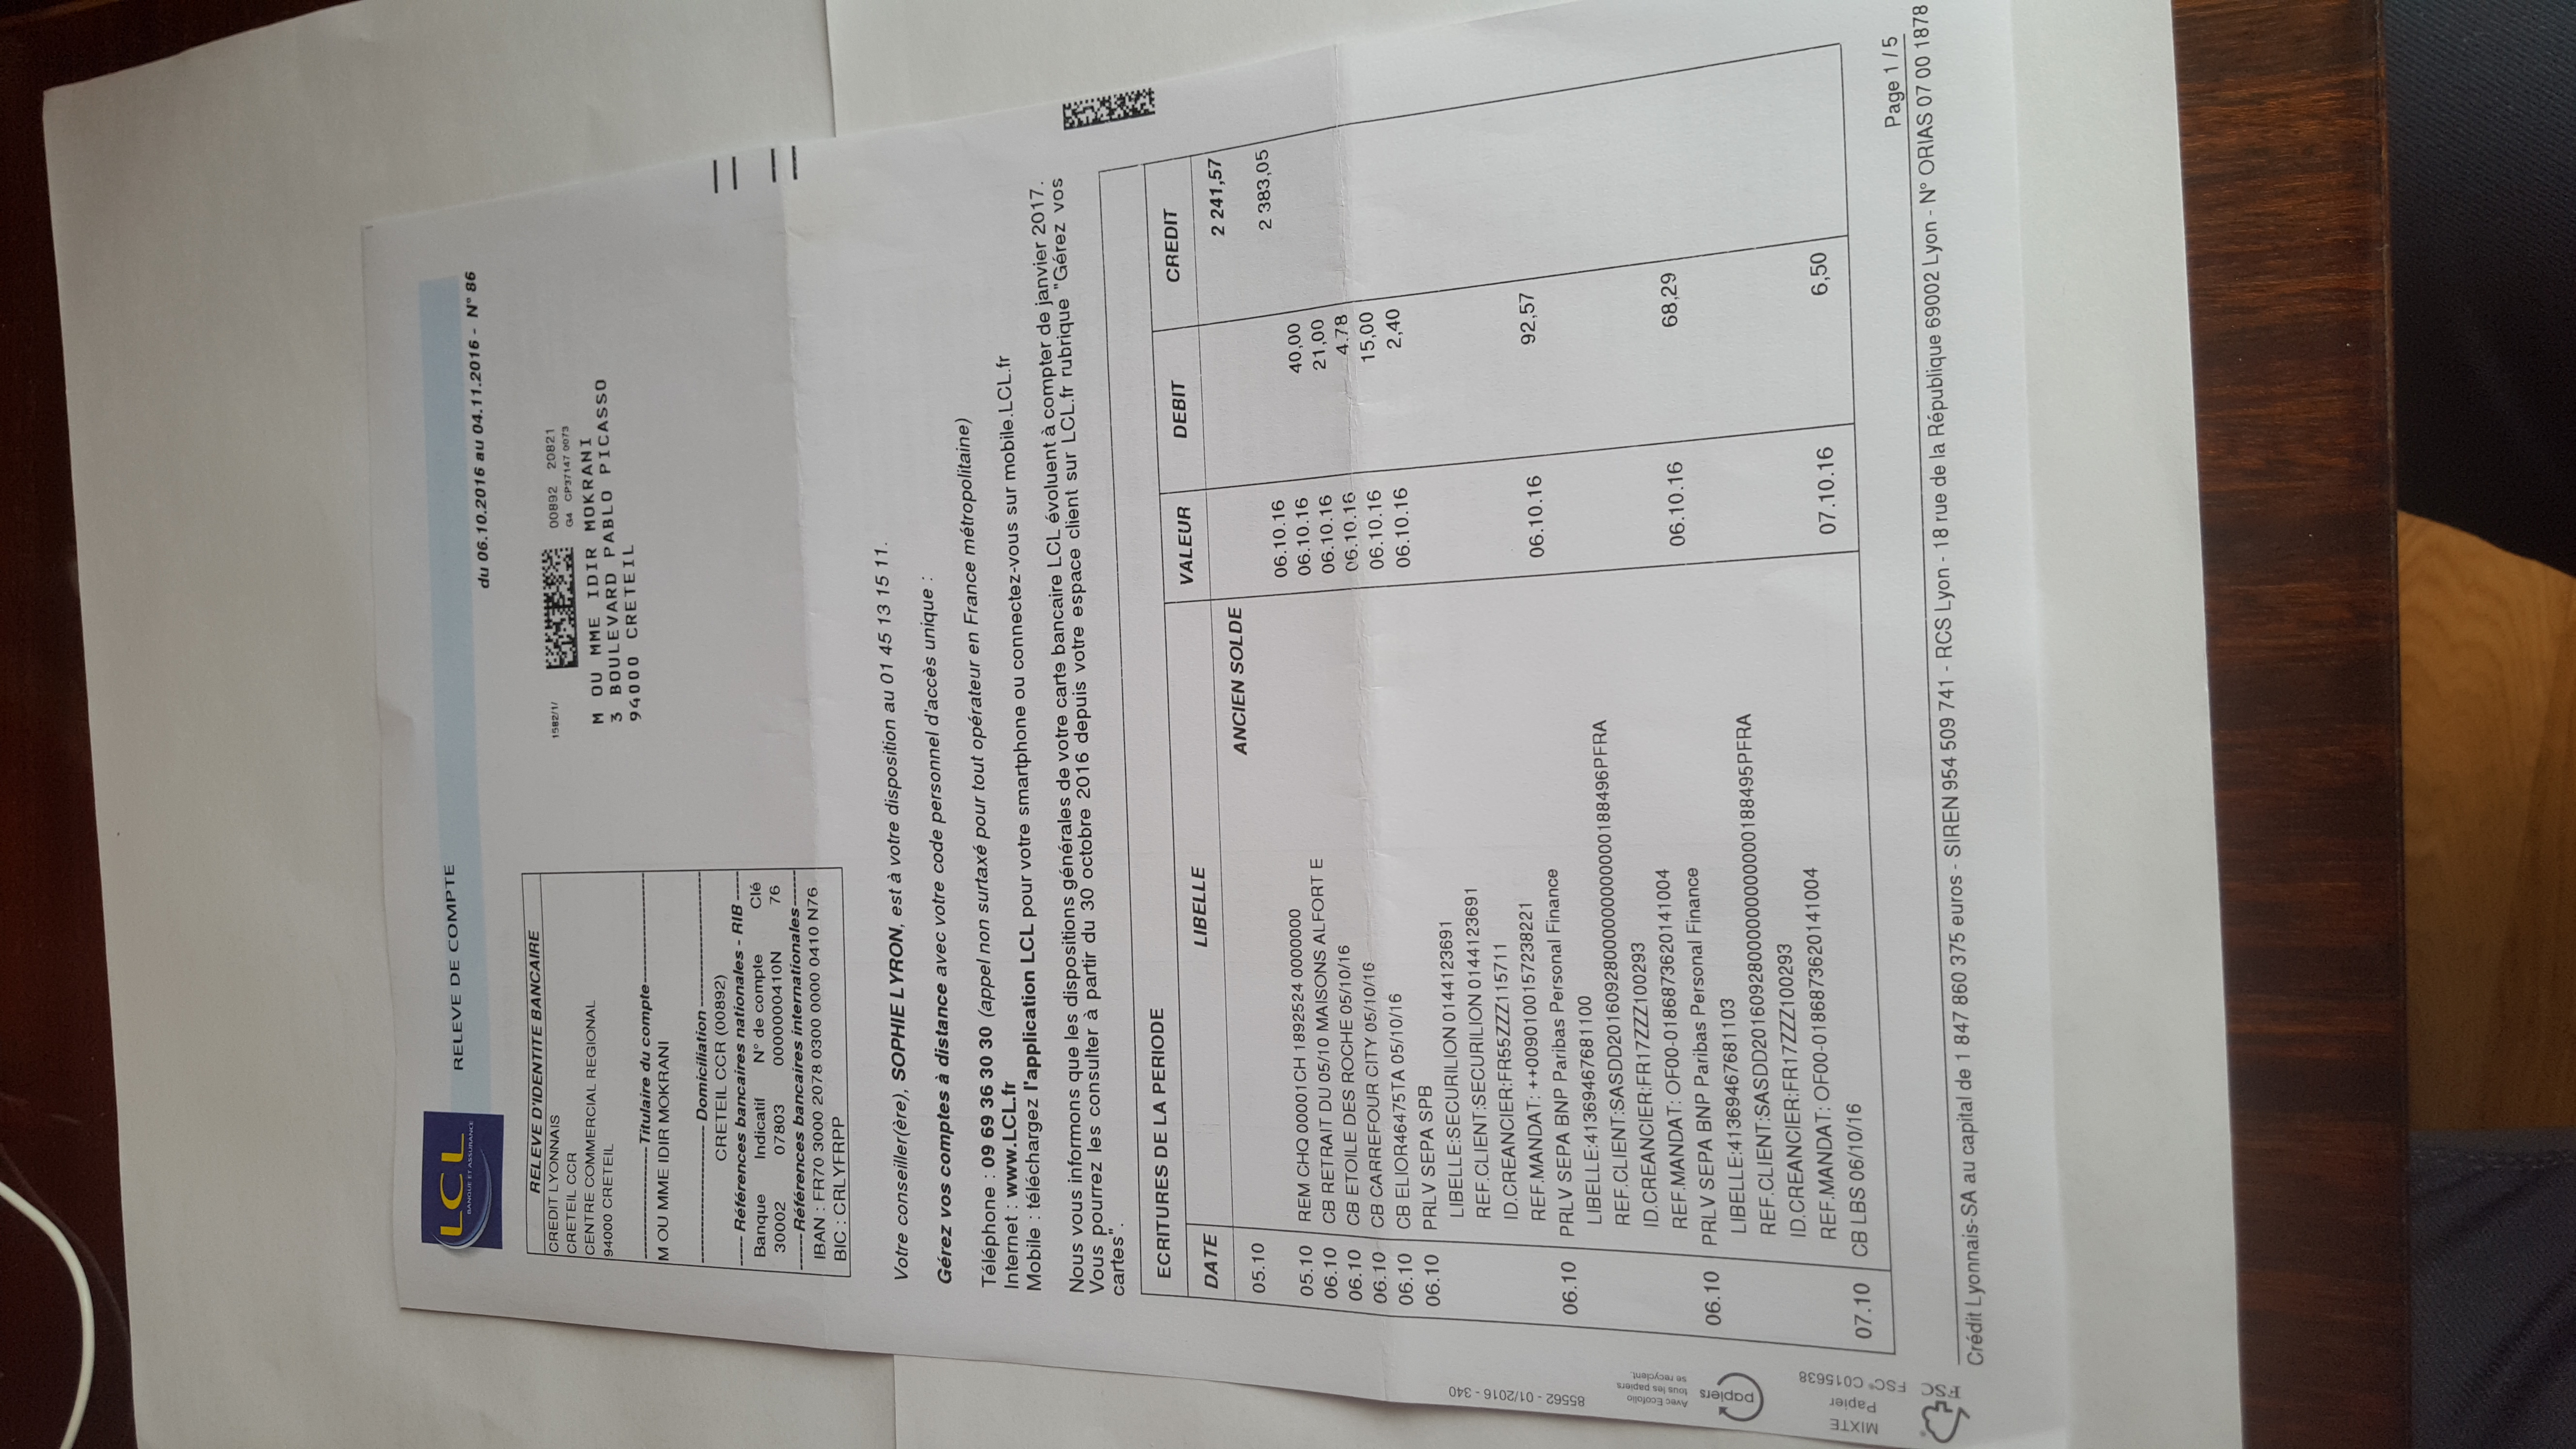 LCL
BANQUE ET ASSURANCE
RELEVE DE COMPTE
du 06.10.2016 au 04.11.2016 - N° 86
RELEVE D'IDENTITE BANCAIRE
CREDIT LYONNAIS
CRETEIL CCR
CENTRE COMMERCIAL REGIONAL
94000 CRETEIL
Titulaire du compte
M OU MME IDIR MOKRANI
Domiciliation
CRETEIL CCR (00892)
Références bancaires nationales - RIB
Banque Indicatif N° de compte Clé
30002 07803 0000000410N 76
Références bancaires internationales
IBAN : FR70 3000 2078 0300 0000 0410 N76
BIC : CRLYFRPP
1582/1/ 00892 20821
G4 CP37147 0073
M OU MME IDIR MOKRANI
3 BOULEVARD PABLO PICASSO
94000 CRETEIL
Votre conseiller(ère), SOPHIE LYRON, est à votre disposition au 01 45 13 15 11.
Gérez vos comptes à distance avec votre code personnel d'accès unique :
Téléphone : 09 69 36 30 30 (appel non surtaxé pour tout opérateur en France métropolitaine)
Internet : www.LCL.fr
Mobile : téléchargez l'application LCL pour votre smartphone ou connectez-vous sur mobile.LCL.fr
Nous vous informons que les dispositions générales de votre carte bancaire LCL évoluent à compter de janvier 2017.
Vous pourrez les consulter à partir du 30 octobre 2016 depuis votre espace client sur LCL.fr rubrique "Gérez vos
cartes".
ECRITURES DE LA PERIODE
DATE LIBELLE VALEUR DEBIT CREDIT
05.10 ANCIEN SOLDE 2 241,57
05.10 REM CHQ 00001CH 1892524 0000000 06.10.16 2 383,05
06.10 CB RETRAIT DU 05/10 MAISONS ALFORT E 06.10.16 40,00
06.10 CB ETOILE DES ROCHE 05/10/16 06.10.16 21,00
06.10 CB CARREFOUR CITY 05/10/16 06.10.16 4,78
06.10 CB ELIOR46475TA 05/10/16 06.10.16 15,00
06.10 PRLV SEPA SPB 06.10.16 2,40
LIBELLE:SECURILION 0144123691
REF.CLIENT:SECURILION 0144123691
ID.CREANCIER:FR55ZZZ115711
REF.MANDAT: ++0090100157238221
06.10 PRLV SEPA BNP Paribas Personal Finance 06.10.16 92,57
LIBELLE:41369467681100
REF.CLIENT:SASDD20160928000000000000188496PFRA
ID.CREANCIER:FR17ZZZ100293
REF.MANDAT: OF00-0186873620141004
06.10 PRLV SEPA BNP Paribas Personal Finance 06.10.16 68,29
LIBELLE:41369467681103
REF.CLIENT:SASDD20160928000000000000188495PFRA
ID.CREANCIER:FR17ZZZ100293
REF.MANDAT: OF00-0186873620141004
07.10 CB LBS 06/10/16 07.10.16 6,50
Page 1 / 5
Crédit Lyonnais-SA au capital de 1 847 860 375 euros - SIREN 954 509 741 - RCS Lyon - 18 rue de la République 69002 Lyon - N° ORIAS 07 00 1878
85562 - 01/2016 - 340
Avec Ecofolio
tous les papiers
se recyclent.
papiers
MIXTE
Papier
FSC® C015638
FSC